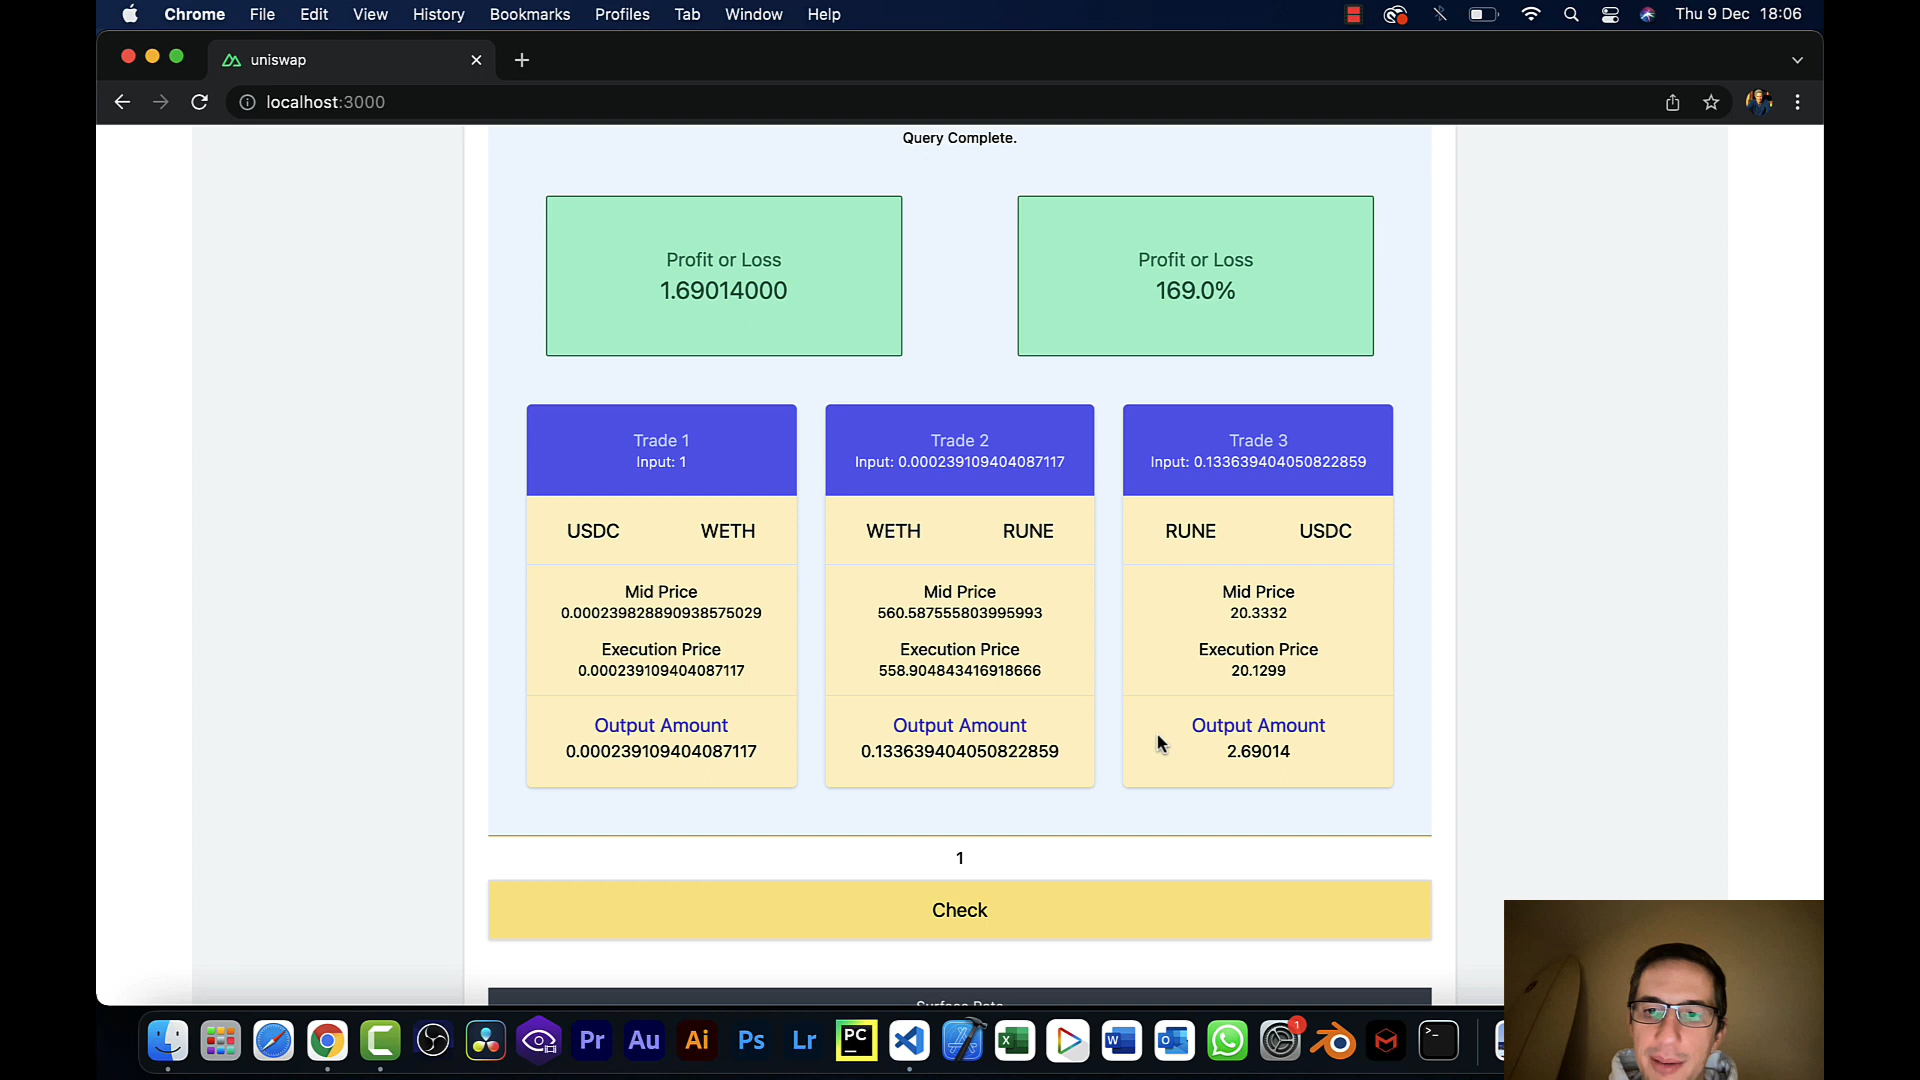 Chrome File Edit View History Bookmarks Profiles Tab Window Help Thu 9 Dec 18:06
uniswap
localhost:3000
Query Complete.
Profit or Loss
1.69014000
Profit or Loss
169.0%
Trade 1
Input: 1
USDC WETH
Mid Price
0.000239828890938575029
Execution Price
0.000239109404087117
Output Amount
0.000239109404087117
Trade 2
Input: 0.000239109404087117
WETH RUNE
Mid Price
560.587555803995993
Execution Price
558.904843416918666
Output Amount
0.133639404050822859
Trade 3
Input: 0.133639404050822859
RUNE USDC
Mid Price
20.3332
Execution Price
20.1299
Output Amount
2.69014
1
Check
Surface Rate
Pr Au Ai Ps Lr PC X W O 1 M >_